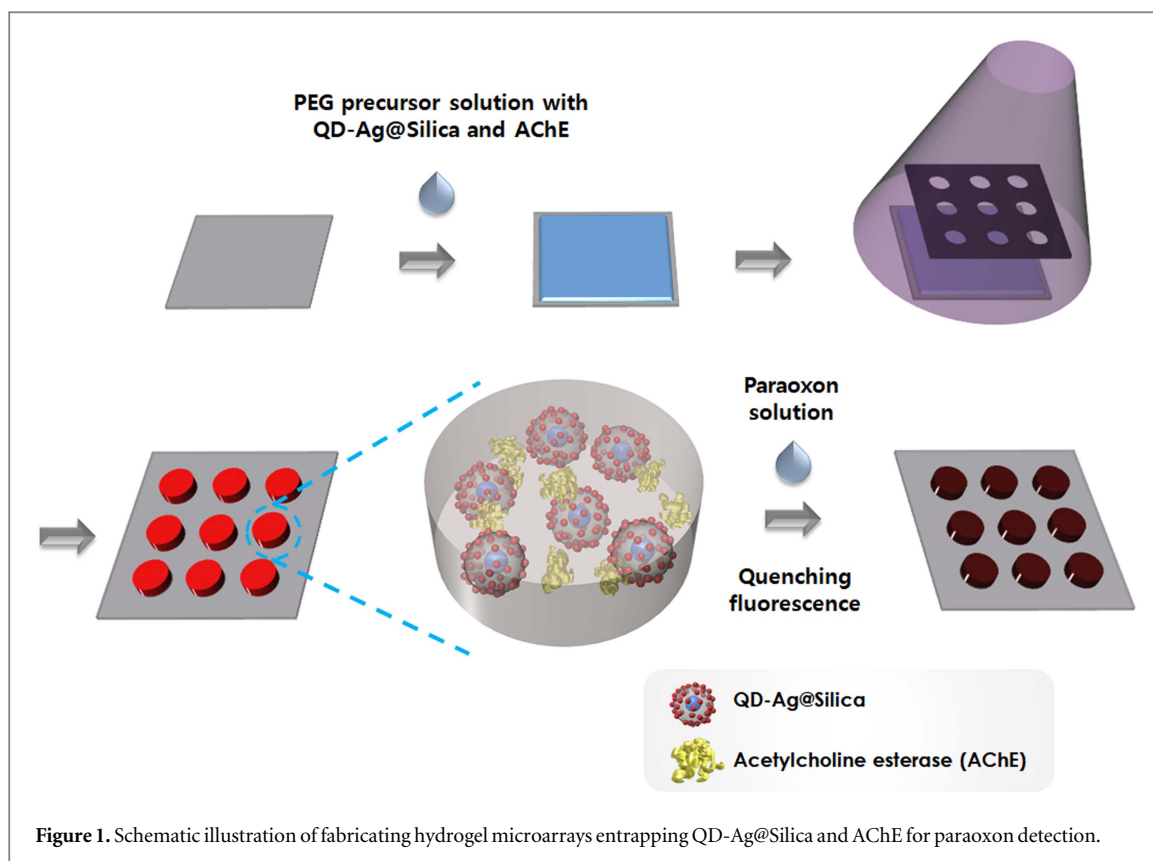 PEG precursor solution with
QD-Ag@Silica and AChE
Paraoxon
solution
Quenching
fluorescence
QD-Ag@Silica
Acetylcholine esterase (AChE)
Figure 1. Schematic illustration of fabricating hydrogel microarrays entrapping QD-Ag@Silica and AChE for paraoxon detection.